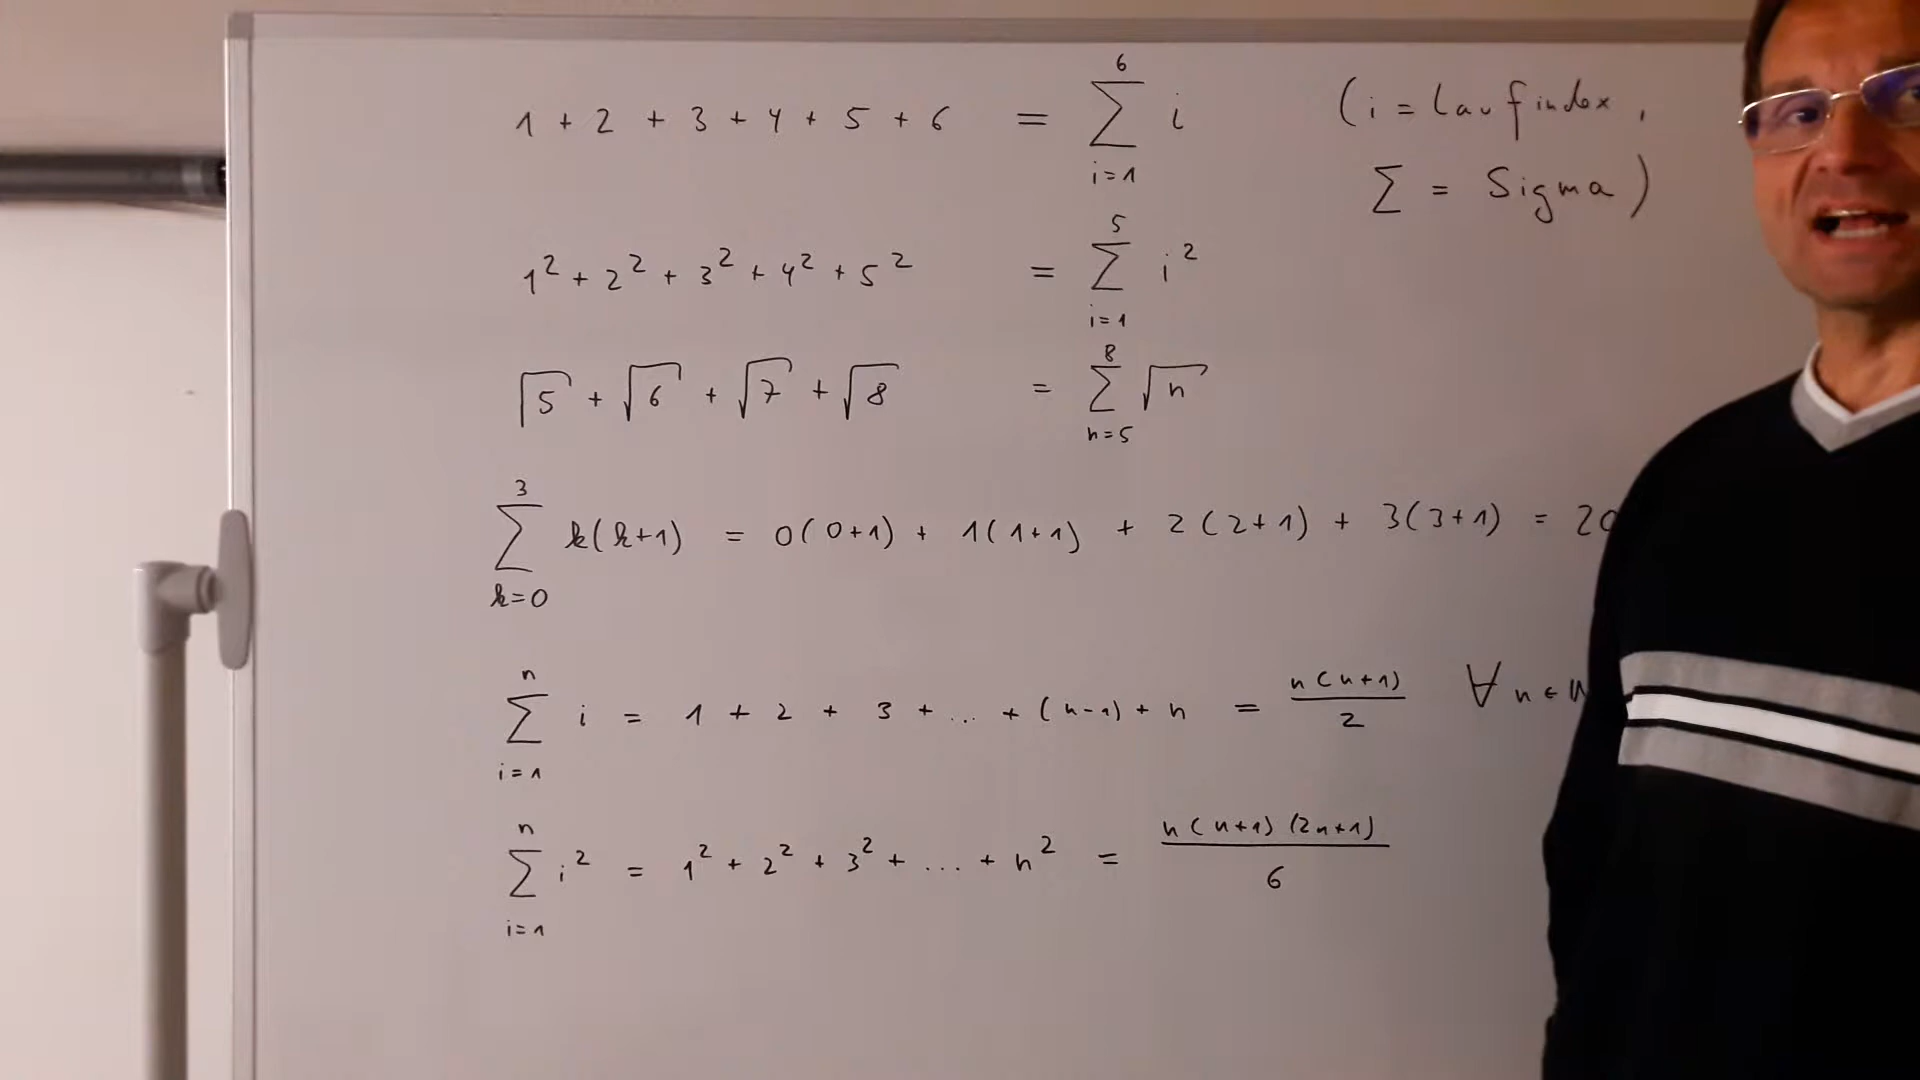 1 + 2 + 3 + 4 + 5 + 6 = ∑_{i=1}^{6} i (i = Laufindex,
∑ = Sigma)
1² + 2² + 3² + 4² + 5² = ∑_{i=1}^{5} i²
√5 + √6 + √7 + √8 = ∑_{n=5}^{8} √n
∑_{k=0}^{3} k(k+1) = 0(0+1) + 1(1+1) + 2(2+1) + 3(3+1) = 20
∑_{i=1}^{n} i = 1 + 2 + 3 + ... + (n-1) + n = n(n+1)/2 ∀ n ∈ ℕ
∑_{i=1}^{n} i² = 1² + 2² + 3² + ... + n² = n(n+1)(2n+1)/6